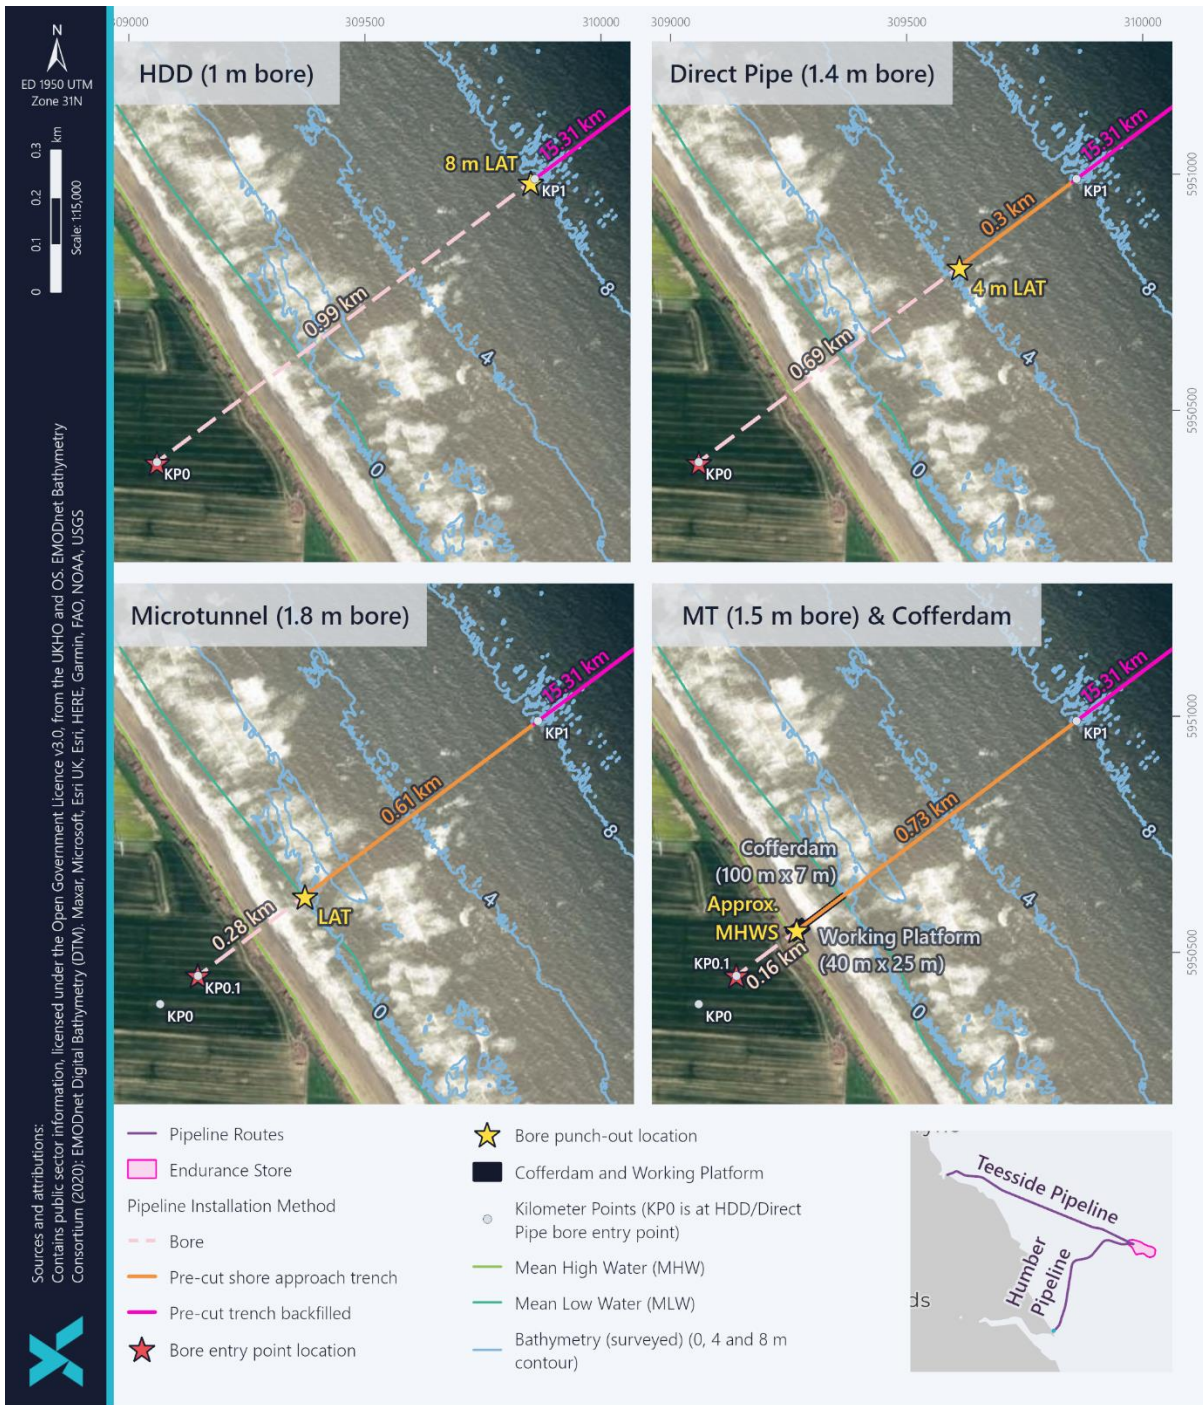 N
ED 1950 UTM
Zone 31N
0 0.1 0.2 0.3
km
Scale: 1:15,000
Sources and attributions:
Contains public sector information, licensed under the Open Government Licence v3.0, from the UKHO and OS. EMODnet Bathymetry
Consortium (2020): EMODnet Digital Bathymetry (DTM). Maxar, Microsoft, Esri UK, Esri, HERE, Garmin, FAO, NOAA, USGS
309000 309500 310000
309000 309500 310000
HDD (1 m bore)
15.31 km
8 m LAT
KP1
0.99 km
8
4
0
KP0
Direct Pipe (1.4 m bore)
15.31 km
KP1
0.3 km
4 m LAT
0.69 km
8
4
0
KP0
5951000
5950500
Microtunnel (1.8 m bore)
15.31 km
KP1
0.61 km
8
4
LAT
0.28 km
KP0.1
KP0
0
MT (1.5 m bore) & Cofferdam
15.31 km
KP1
0.73 km
8
4
Cofferdam
(100 m x 7 m)
Approx.
MHWS
Working Platform
(40 m x 25 m)
KP0.1
0.16 km
KP0
0
5951000
5950500
Pipeline Routes
Endurance Store
Pipeline Installation Method
Bore
Pre-cut shore approach trench
Pre-cut trench backfilled
Bore entry point location
Bore punch-out location
Cofferdam and Working Platform
Kilometer Points (KP0 is at HDD/Direct
Pipe bore entry point)
Mean High Water (MHW)
Mean Low Water (MLW)
Bathymetry (surveyed) (0, 4 and 8 m
contour)
Teesside Pipeline
Humber
Pipeline
ds